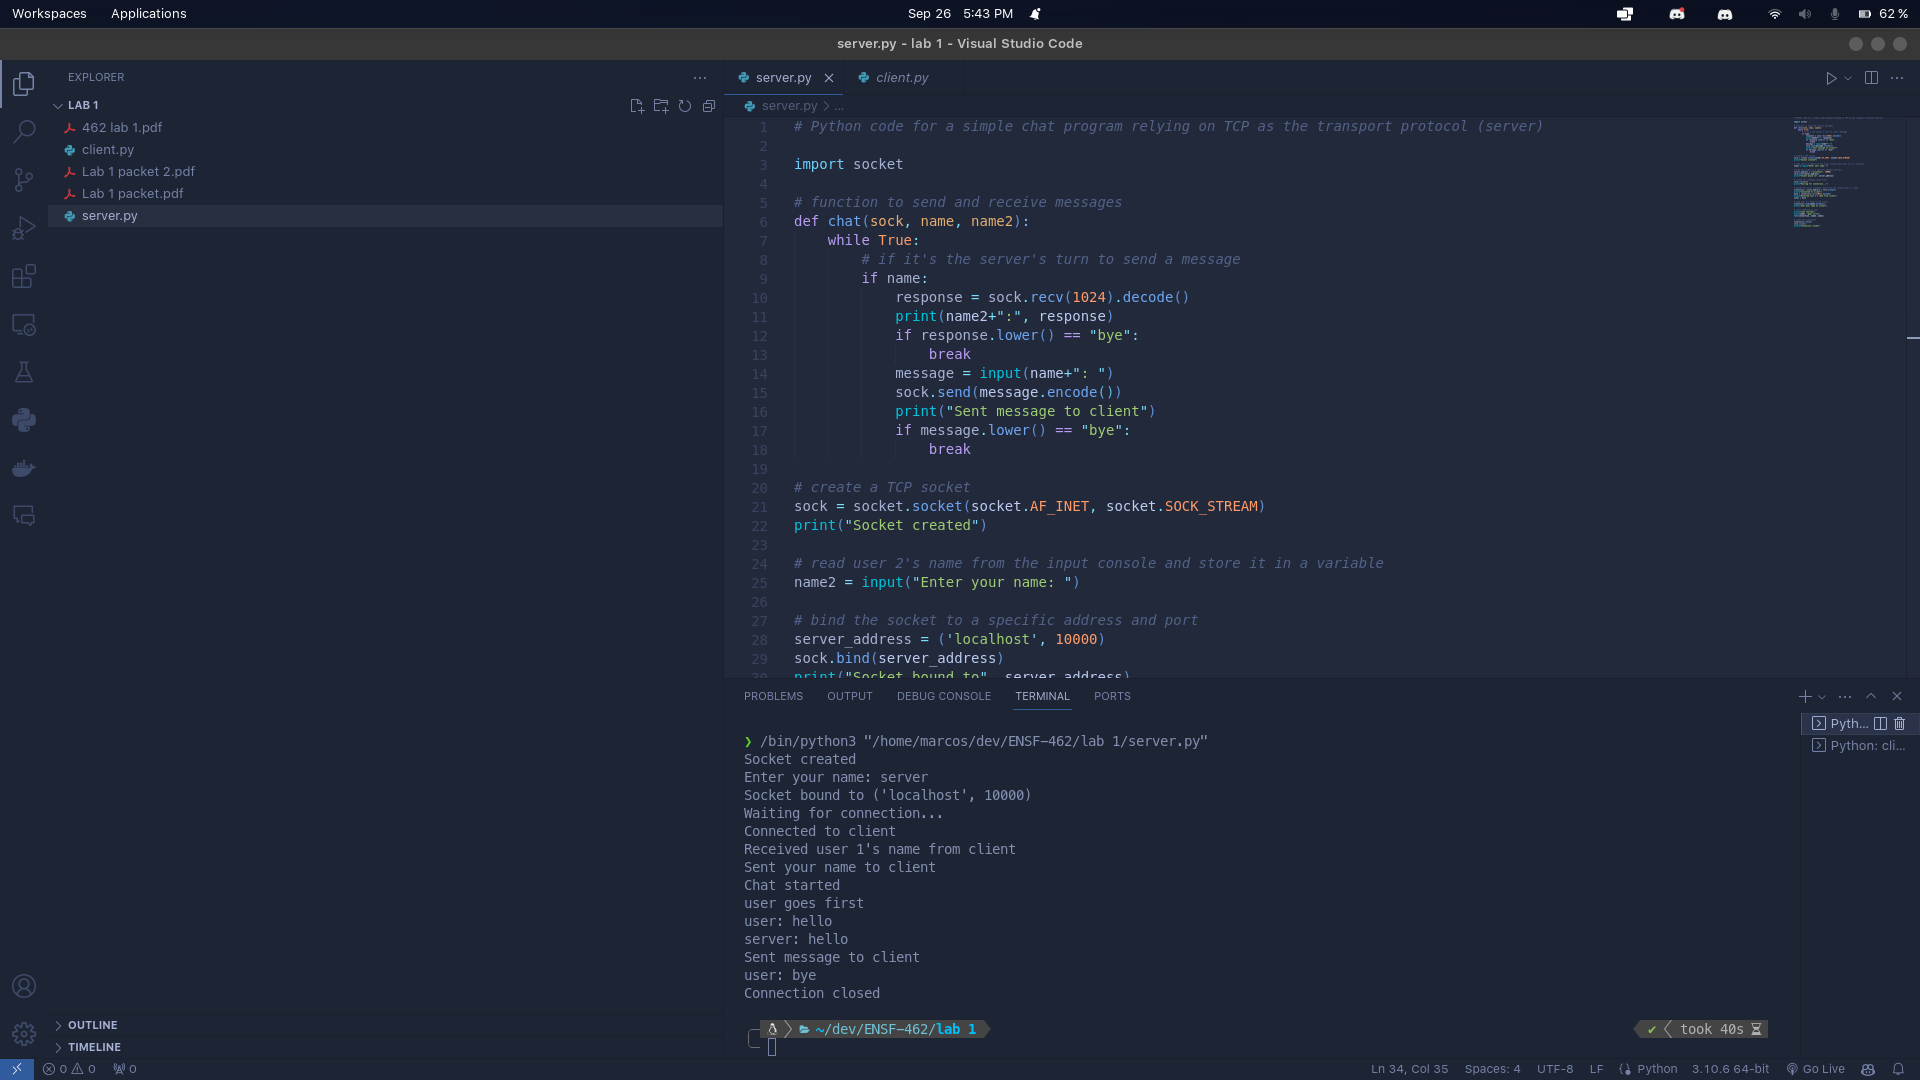 Workspaces Applications Sep 26 5:43 PM 62 %
server.py - lab 1 - Visual Studio Code
EXPLORER
LAB 1
462 lab 1.pdf
client.py
Lab 1 packet 2.pdf
Lab 1 packet.pdf
server.py
OUTLINE
TIMELINE
server.py client.py
server.py > ...
1 # Python code for a simple chat program relying on TCP as the transport protocol (server)
2
3 import socket
4
5 # function to send and receive messages
6 def chat(sock, name, name2):
7 while True:
8 # if it's the server's turn to send a message
9 if name:
10 response = sock.recv(1024).decode()
11 print(name2+":", response)
12 if response.lower() == "bye":
13 break
14 message = input(name+": ")
15 sock.send(message.encode())
16 print("Sent message to client")
17 if message.lower() == "bye":
18 break
19
20 # create a TCP socket
21 sock = socket.socket(socket.AF_INET, socket.SOCK_STREAM)
22 print("Socket created")
23
24 # read user 2's name from the input console and store it in a variable
25 name2 = input("Enter your name: ")
26
27 # bind the socket to a specific address and port
28 server_address = ('localhost', 10000)
29 sock.bind(server_address)
30 print("Socket bound to", server_address)
PROBLEMS OUTPUT DEBUG CONSOLE TERMINAL PORTS
Pyth...
Python: cli...
❯ /bin/python3 "/home/marcos/dev/ENSF-462/lab 1/server.py"
Socket created
Enter your name: server
Socket bound to ('localhost', 10000)
Waiting for connection...
Connected to client
Received user 1's name from client
Sent your name to client
Chat started
user goes first
user: hello
server: hello
Sent message to client
user: bye
Connection closed
~/dev/ENSF-462/lab 1 ✔ took 40s
0 0 0 Ln 34, Col 35 Spaces: 4 UTF-8 LF Python 3.10.6 64-bit Go Live